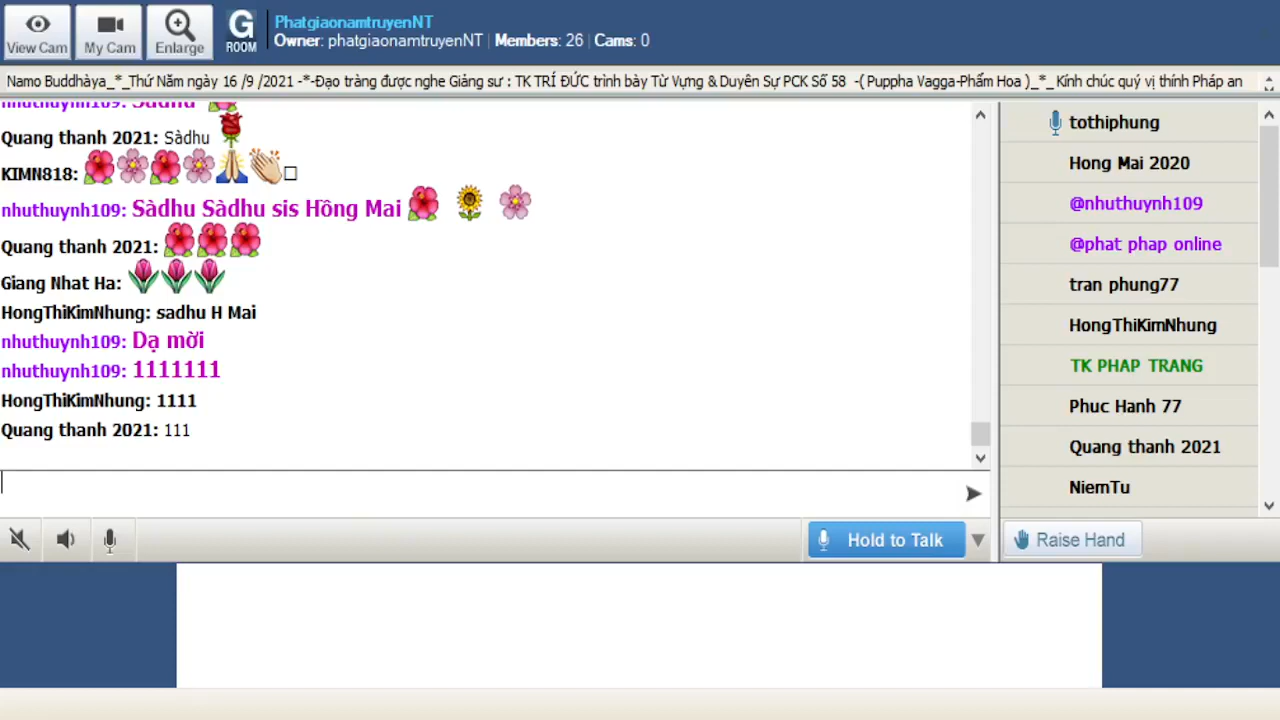 View Cam
My Cam
Enlarge
G
ROOM
PhatgiaonamtruyenNT
Owner: phatgiaonamtruyenNT | Members: 26 | Cams: 0
Namo Buddhàya_*_Thứ Năm ngày 16 /9 /2021 -*-Đạo tràng được nghe Giảng sư : TK TRÍ ĐỨC trình bày Từ Vựng & Duyên Sự PCK Số 58 -( Puppha Vagga-Phẩm Hoa )_*_ Kính chúc quý vị thính Pháp an
nhuthuynh109: Sàdhu
Quang thanh 2021: Sàdhu
KIMN818:
nhuthuynh109: Sàdhu Sàdhu sis Hồng Mai
Quang thanh 2021:
Giang Nhat Ha:
HongThiKimNhung: sadhu H Mai
nhuthuynh109: Dạ mời
nhuthuynh109: 1111111
HongThiKimNhung: 1111
Quang thanh 2021: 111
tothiphung
Hong Mai 2020
@nhuthuynh109
@phat phap online
tran phung77
HongThiKimNhung
TK PHAP TRANG
Phuc Hanh 77
Quang thanh 2021
NiemTu
Hold to Talk
Raise Hand